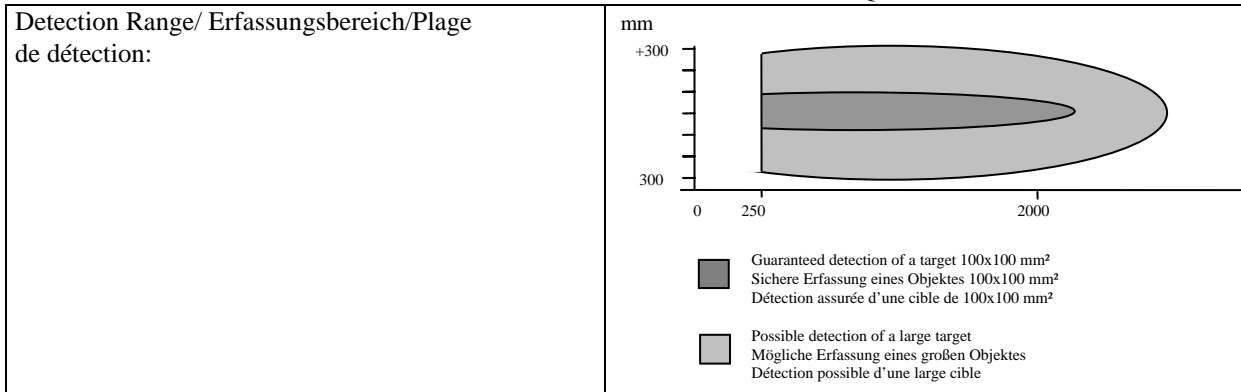 Detection Range/ Erfassungsbereich/Plage
de détection:
mm
+300
300
0 250 2000
Guaranteed detection of a target 100x100 mm²
Sichere Erfassung eines Objektes 100x100 mm²
Détection assurée d’une cible de 100x100 mm²
Possible detection of a large target
Mögliche Erfassung eines großen Objektes
Détection possible d’une large cible